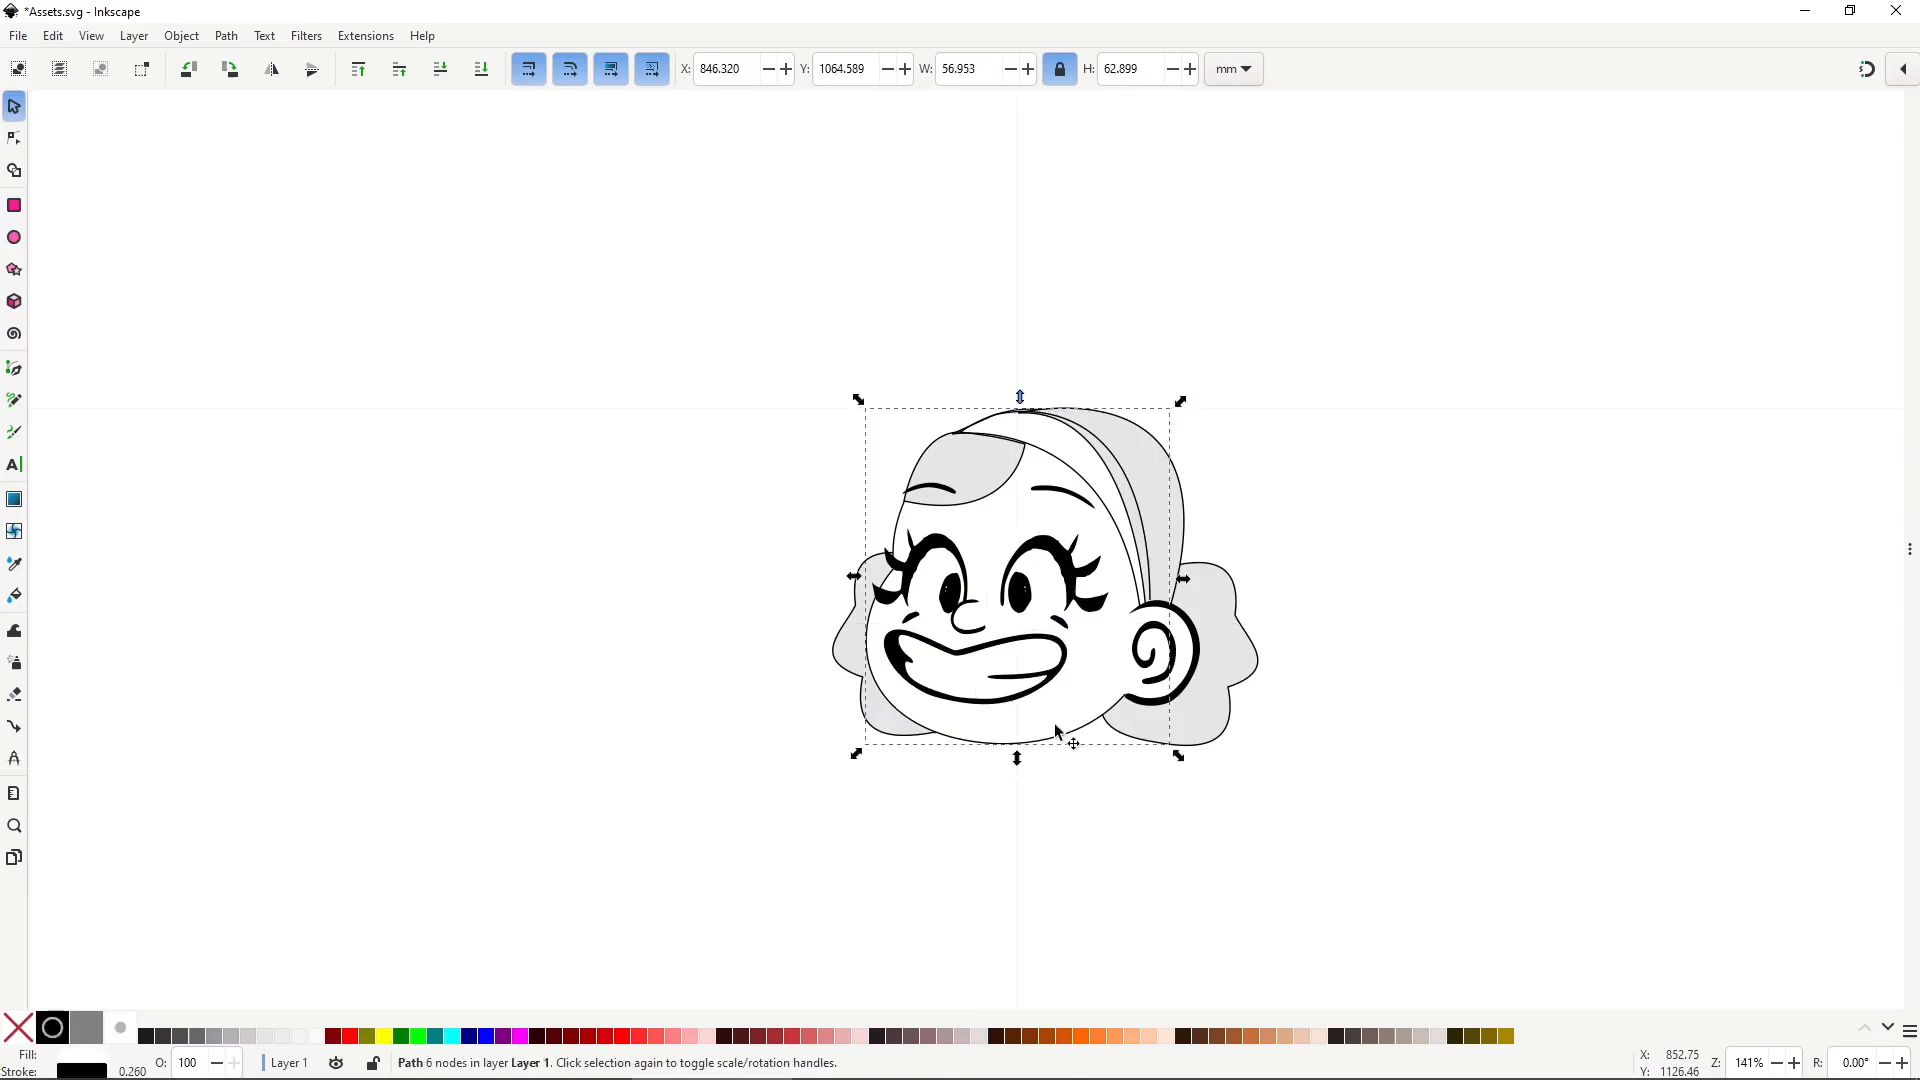 *Assets.svg - Inkscape
File Edit View Layer Object Path Text Filters Extensions Help
X: 846.320 Y: 1064.589 W: 56.953 H: 62.899 mm
Fill:
Stroke: 0.260 O: 100 Layer 1 Path 6 nodes in layer Layer 1. Click selection again to toggle scale/rotation handles. X: 852.75 Y: 1126.46 Z: 141% R: 0.00°